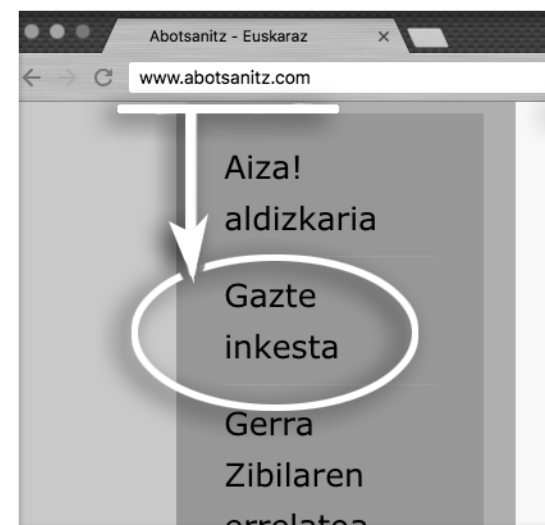 Abotsanitz - Euskaraz
www.abotsanitz.com
Aiza!
aldizkaria
Gazte
inkesta
Gerra
Zibilaren